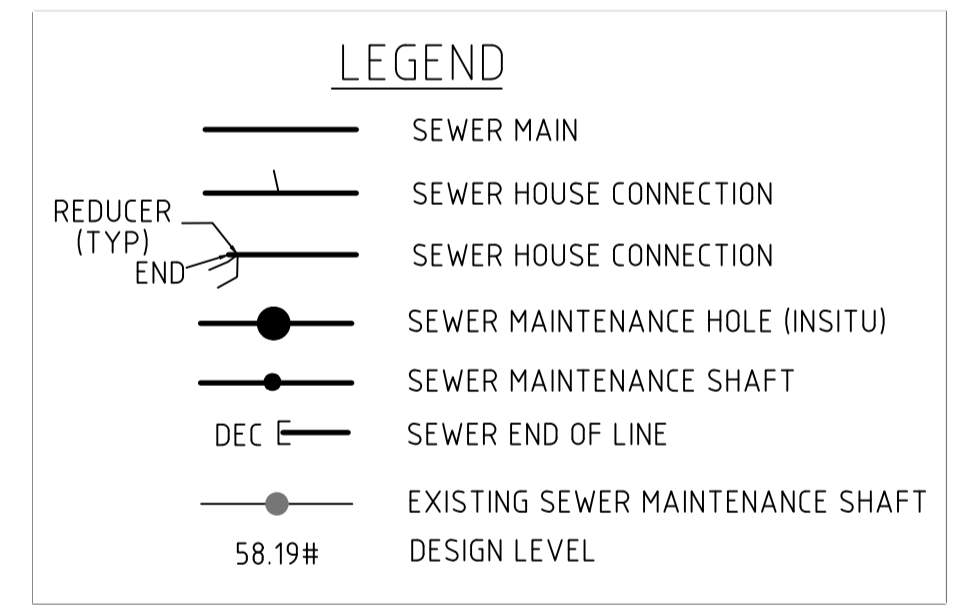 LEGEND
SEWER MAIN
SEWER HOUSE CONNECTION
REDUCER
(TYP)
END
SEWER HOUSE CONNECTION
SEWER MAINTENANCE HOLE (INSITU)
SEWER MAINTENANCE SHAFT
DEC SEWER END OF LINE
EXISTING SEWER MAINTENANCE SHAFT
58.19# DESIGN LEVEL